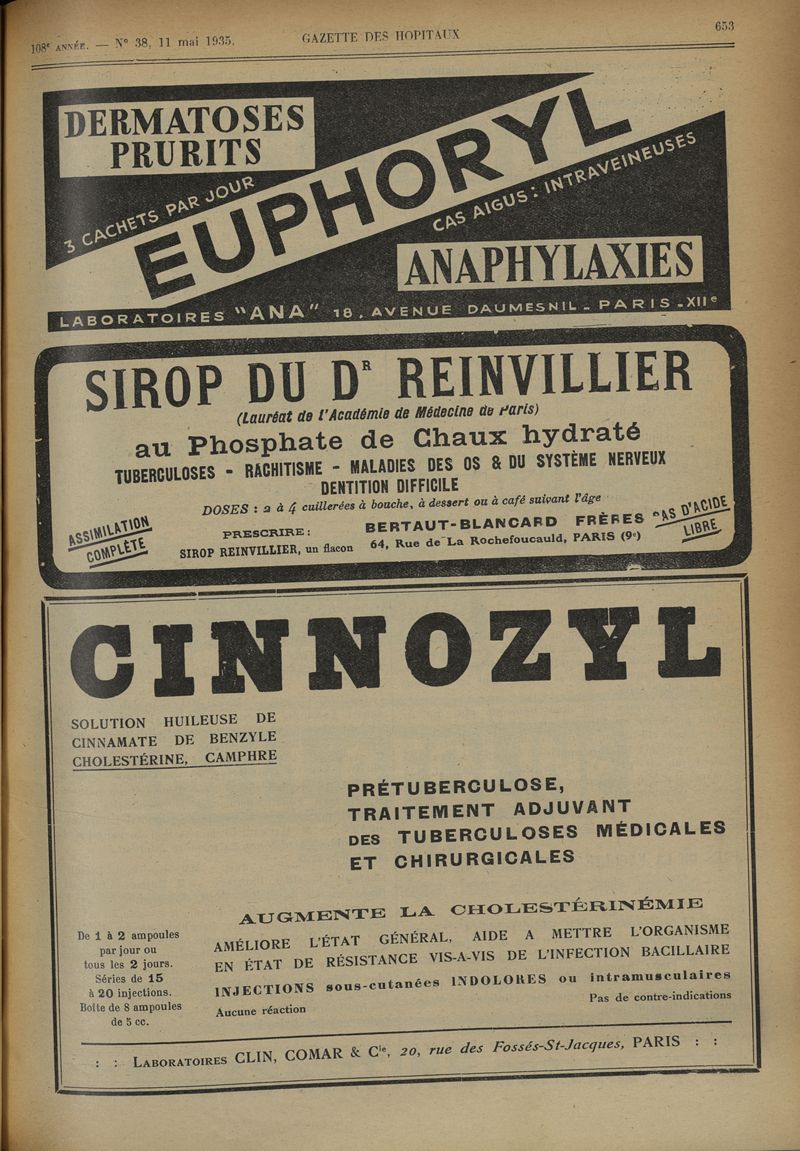 108e ANNÉE. — N° 38, 11 mai 1935.
GAZETTE DES HOPITAUX
653
DERMATOSES
PRURITS
3 CACHETS PAR JOUR
EUPHORYL
CAS AIGUS : INTRAVEINEUSES
ANAPHYLAXIES
LABORATOIRES "ANA" 18, AVENUE DAUMESNIL - PARIS - XIIe
SIROP DU DR REINVILLIER
(Lauréat de l'Académie de Médecine de Paris)
au Phosphate de Chaux hydraté
TUBERCULOSES - RACHITISME - MALADIES DES OS & DU SYSTÈME NERVEUX
DENTITION DIFFICILE
DOSES : 2 à 4 cuillerées à bouche, à dessert ou à café suivant l'âge
ASSIMILATION
COMPLÈTE
PRESCRIRE :
SIROP REINVILLIER, un flacon
BERTAUT-BLANCARD FRÈRES
64, Rue de La Rochefoucauld, PARIS (9e)
PAS D'ACIDE
LIBRE
CINNOZYL
SOLUTION HUILEUSE DE
CINNAMATE DE BENZYLE
CHOLESTÉRINE, CAMPHRE
PRÉTUBERCULOSE,
TRAITEMENT ADJUVANT
DES TUBERCULOSES MÉDICALES
ET CHIRURGICALES
De 1 à 2 ampoules
par jour ou
tous les 2 jours.
Séries de 15
à 20 injections.
Boite de 8 ampoules
de 5 cc.
AUGMENTE LA CHOLESTÉRINÉMIE
AMÉLIORE L'ÉTAT GÉNÉRAL, AIDE A METTRE L'ORGANISME
EN ÉTAT DE RÉSISTANCE VIS-A-VIS DE L'INFECTION BACILLAIRE
INJECTIONS sous-cutanées INDOLORES ou intramusculaires
Aucune réaction
Pas de contre-indications
: : LABORATOIRES CLIN, COMAR & Cie, 20, rue des Fossés-St-Jacques, PARIS : :